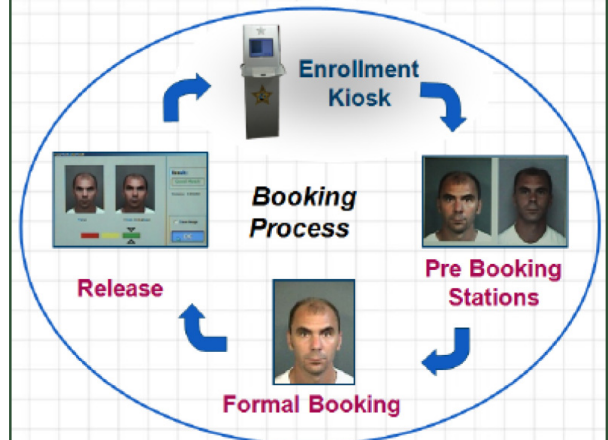 Enrollment
Kiosk
Booking
Process
Pre Booking
Stations
Release
Formal Booking